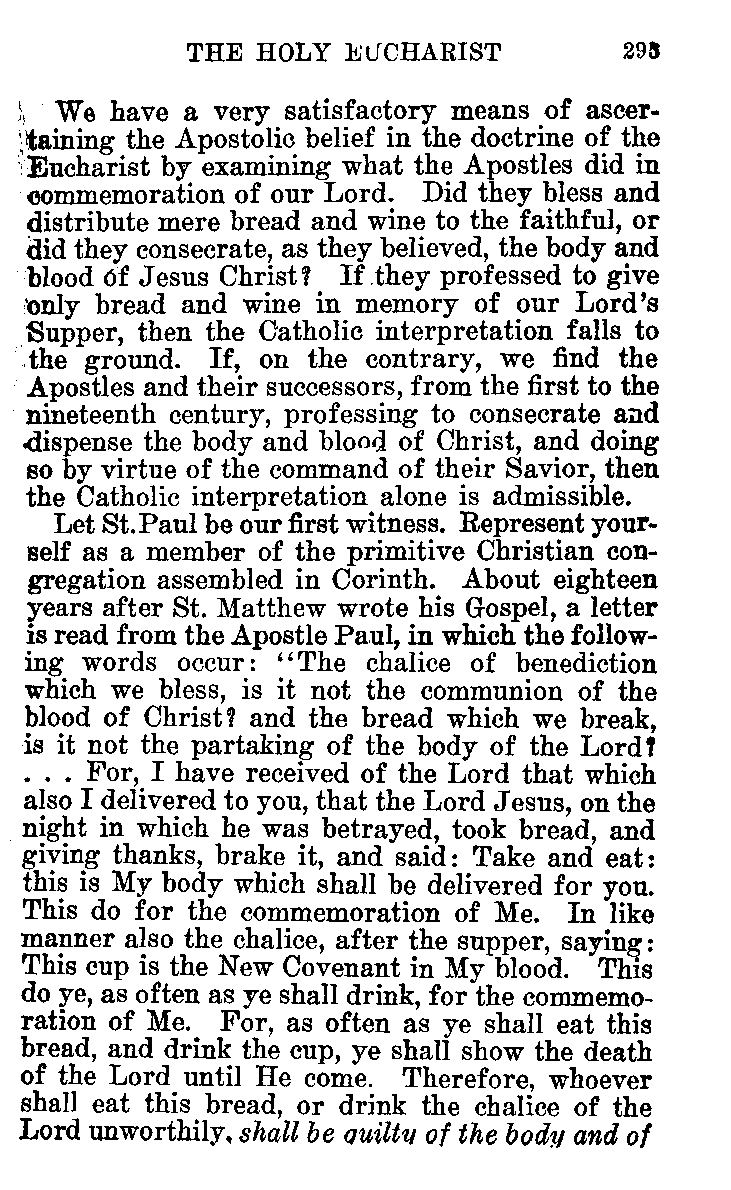 THE HOLY EUCHARIST 295
We have a very satisfactory means of ascer-
taining the Apostolic belief in the doctrine of the
Eucharist by examining what the Apostles did in
commemoration of our Lord. Did they bless and
distribute mere bread and wine to the faithful, or
did they consecrate, as they believed, the body and
blood of Jesus Christ? If they professed to give
only bread and wine in memory of our Lord's
Supper, then the Catholic interpretation falls to
the ground. If, on the contrary, we find the
Apostles and their successors, from the first to the
nineteenth century, professing to consecrate and
dispense the body and blood of Christ, and doing
so by virtue of the command of their Savior, then
the Catholic interpretation alone is admissible.
Let St. Paul be our first witness. Represent your-
self as a member of the primitive Christian con-
gregation assembled in Corinth. About eighteen
years after St. Matthew wrote his Gospel, a letter
is read from the Apostle Paul, in which the follow-
ing words occur: "The chalice of benediction
which we bless, is it not the communion of the
blood of Christ? and the bread which we break,
is it not the partaking of the body of the Lord?
. . . For, I have received of the Lord that which
also I delivered to you, that the Lord Jesus, on the
night in which he was betrayed, took bread, and
giving thanks, brake it, and said: Take and eat:
this is My body which shall be delivered for you.
This do for the commemoration of Me. In like
manner also the chalice, after the supper, saying:
This cup is the New Covenant in My blood. This
do ye, as often as ye shall drink, for the commemo-
ration of Me. For, as often as ye shall eat this
bread, and drink the cup, ye shall show the death
of the Lord until He come. Therefore, whoever
shall eat this bread, or drink the chalice of the
Lord unworthily, shall be guilty of the body and of